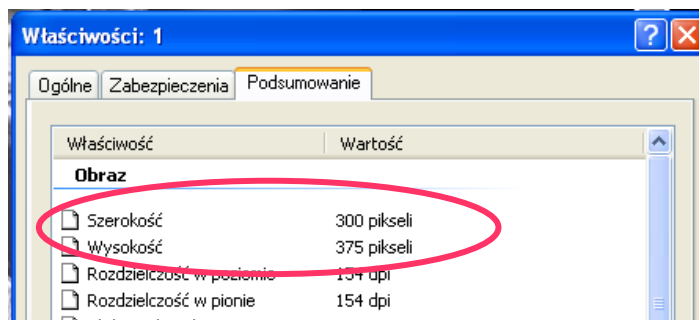 Właściwości: 1
Ogólne Zabezpieczenia Podsumowanie
Właściwość Wartość
Obraz
Szerokość 300 pikseli
Wysokość 375 pikseli
Rozdzielczość w poziomie 154 dpi
Rozdzielczość w pionie 154 dpi